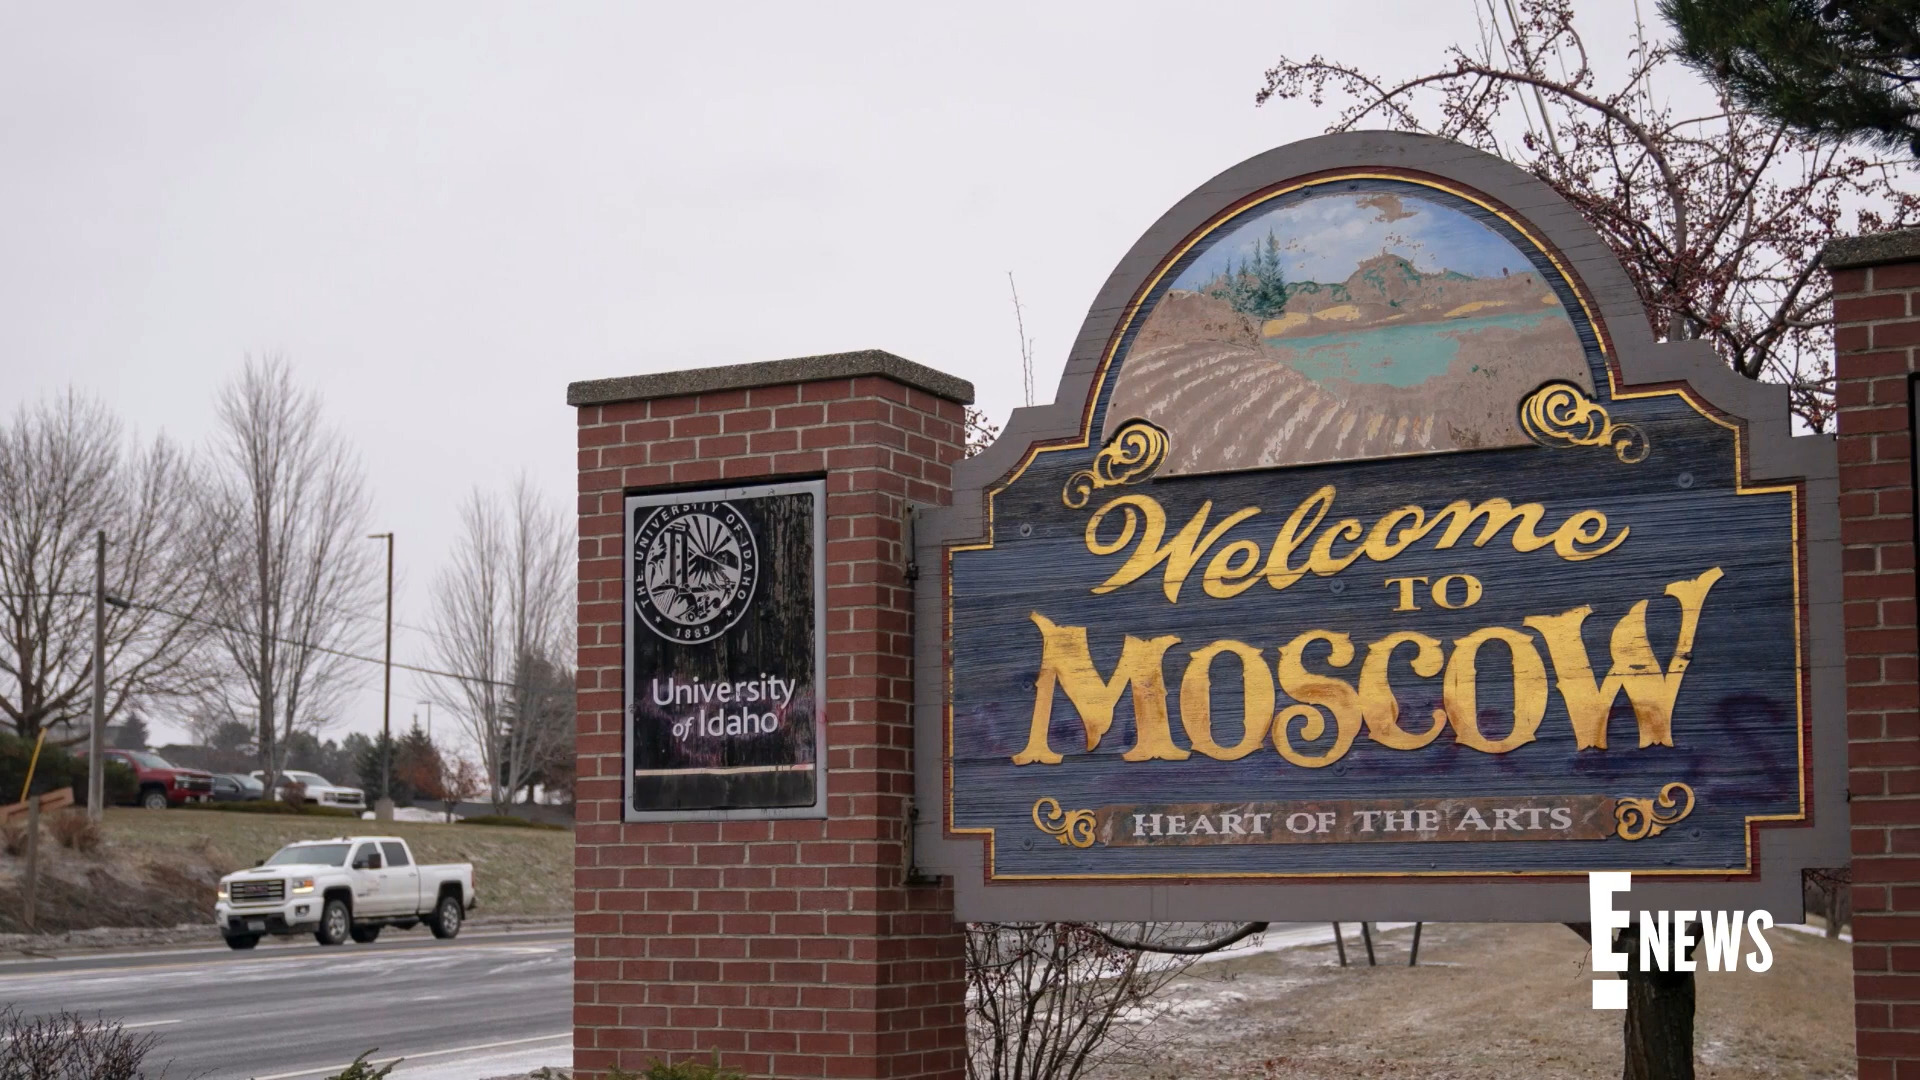 THE UNIVERSITY OF IDAHO
1889
University
of Idaho
Welcome
TO
MOSCOW
HEART OF THE ARTS
E NEWS